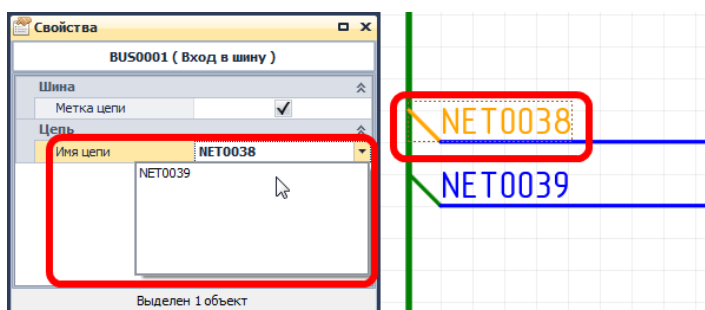 Свойства
BUS0001 ( Вход в шину )
Шина
Метка цепи
Цепь
Имя цепи NET0038
NET0039
Выделен 1 объект
NET0038
NET0039